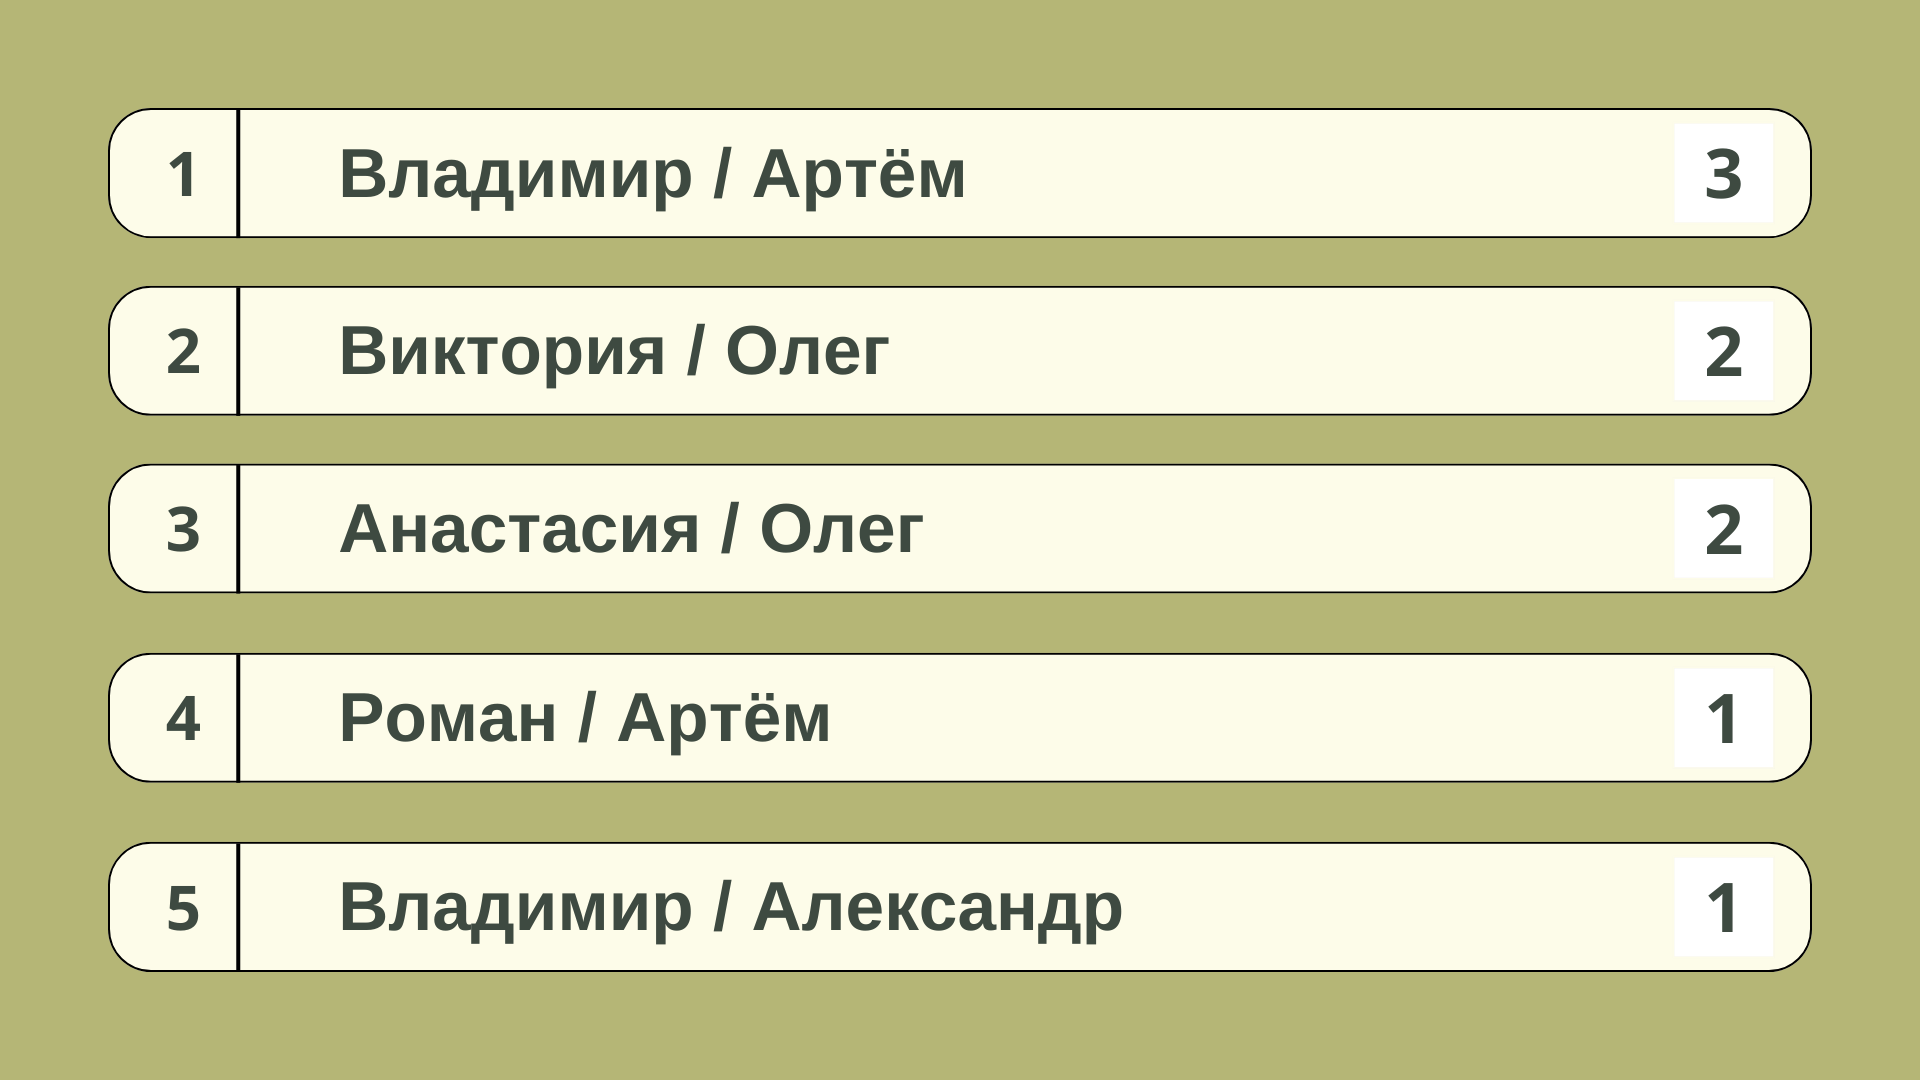 1 Владимир / Артём 3
2 Виктория / Олег 2
3 Анастасия / Олег 2
4 Роман / Артём 1
5 Владимир / Александр 1